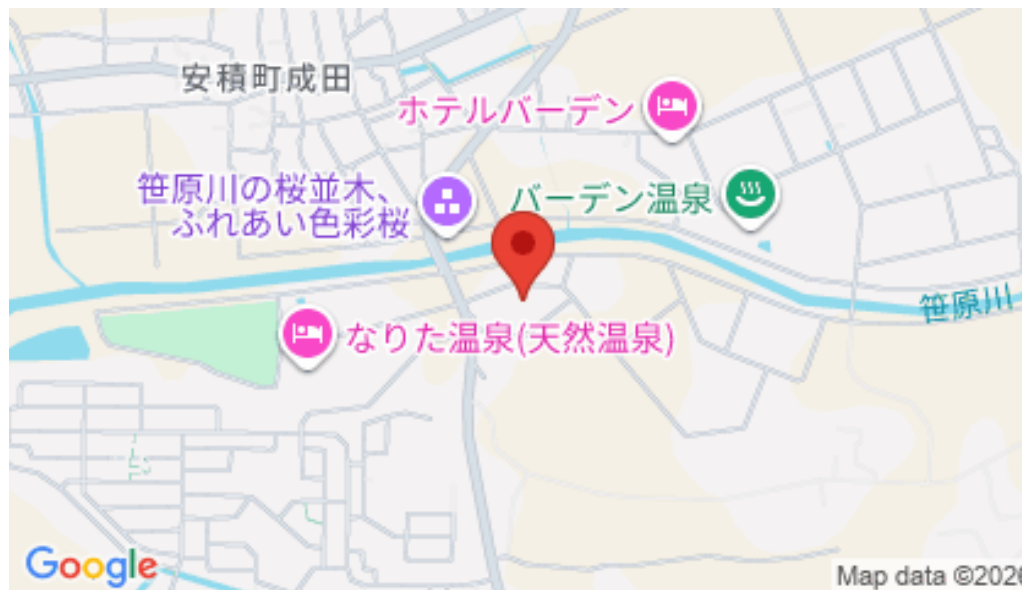 安積町成田
ホテルバーデン
笹原川の桜並木、
ふれあい色彩桜
バーデン温泉
笹原川
なりた温泉(天然温泉)
Google
Map data ©2026